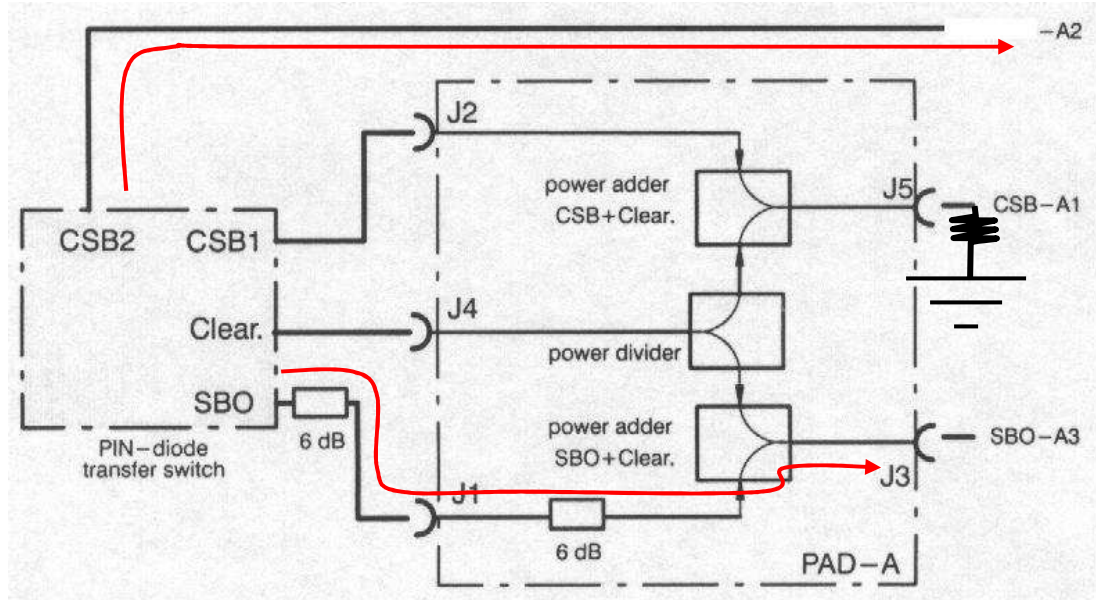 –A2
J2
power adder
CSB+Clear.
J5
CSB–A1
CSB2
CSB1
J4
Clear.
power divider
SBO
6 dB
power adder
SBO+Clear.
SBO–A3
PIN–diode
transfer switch
J3
J1
6 dB
PAD–A